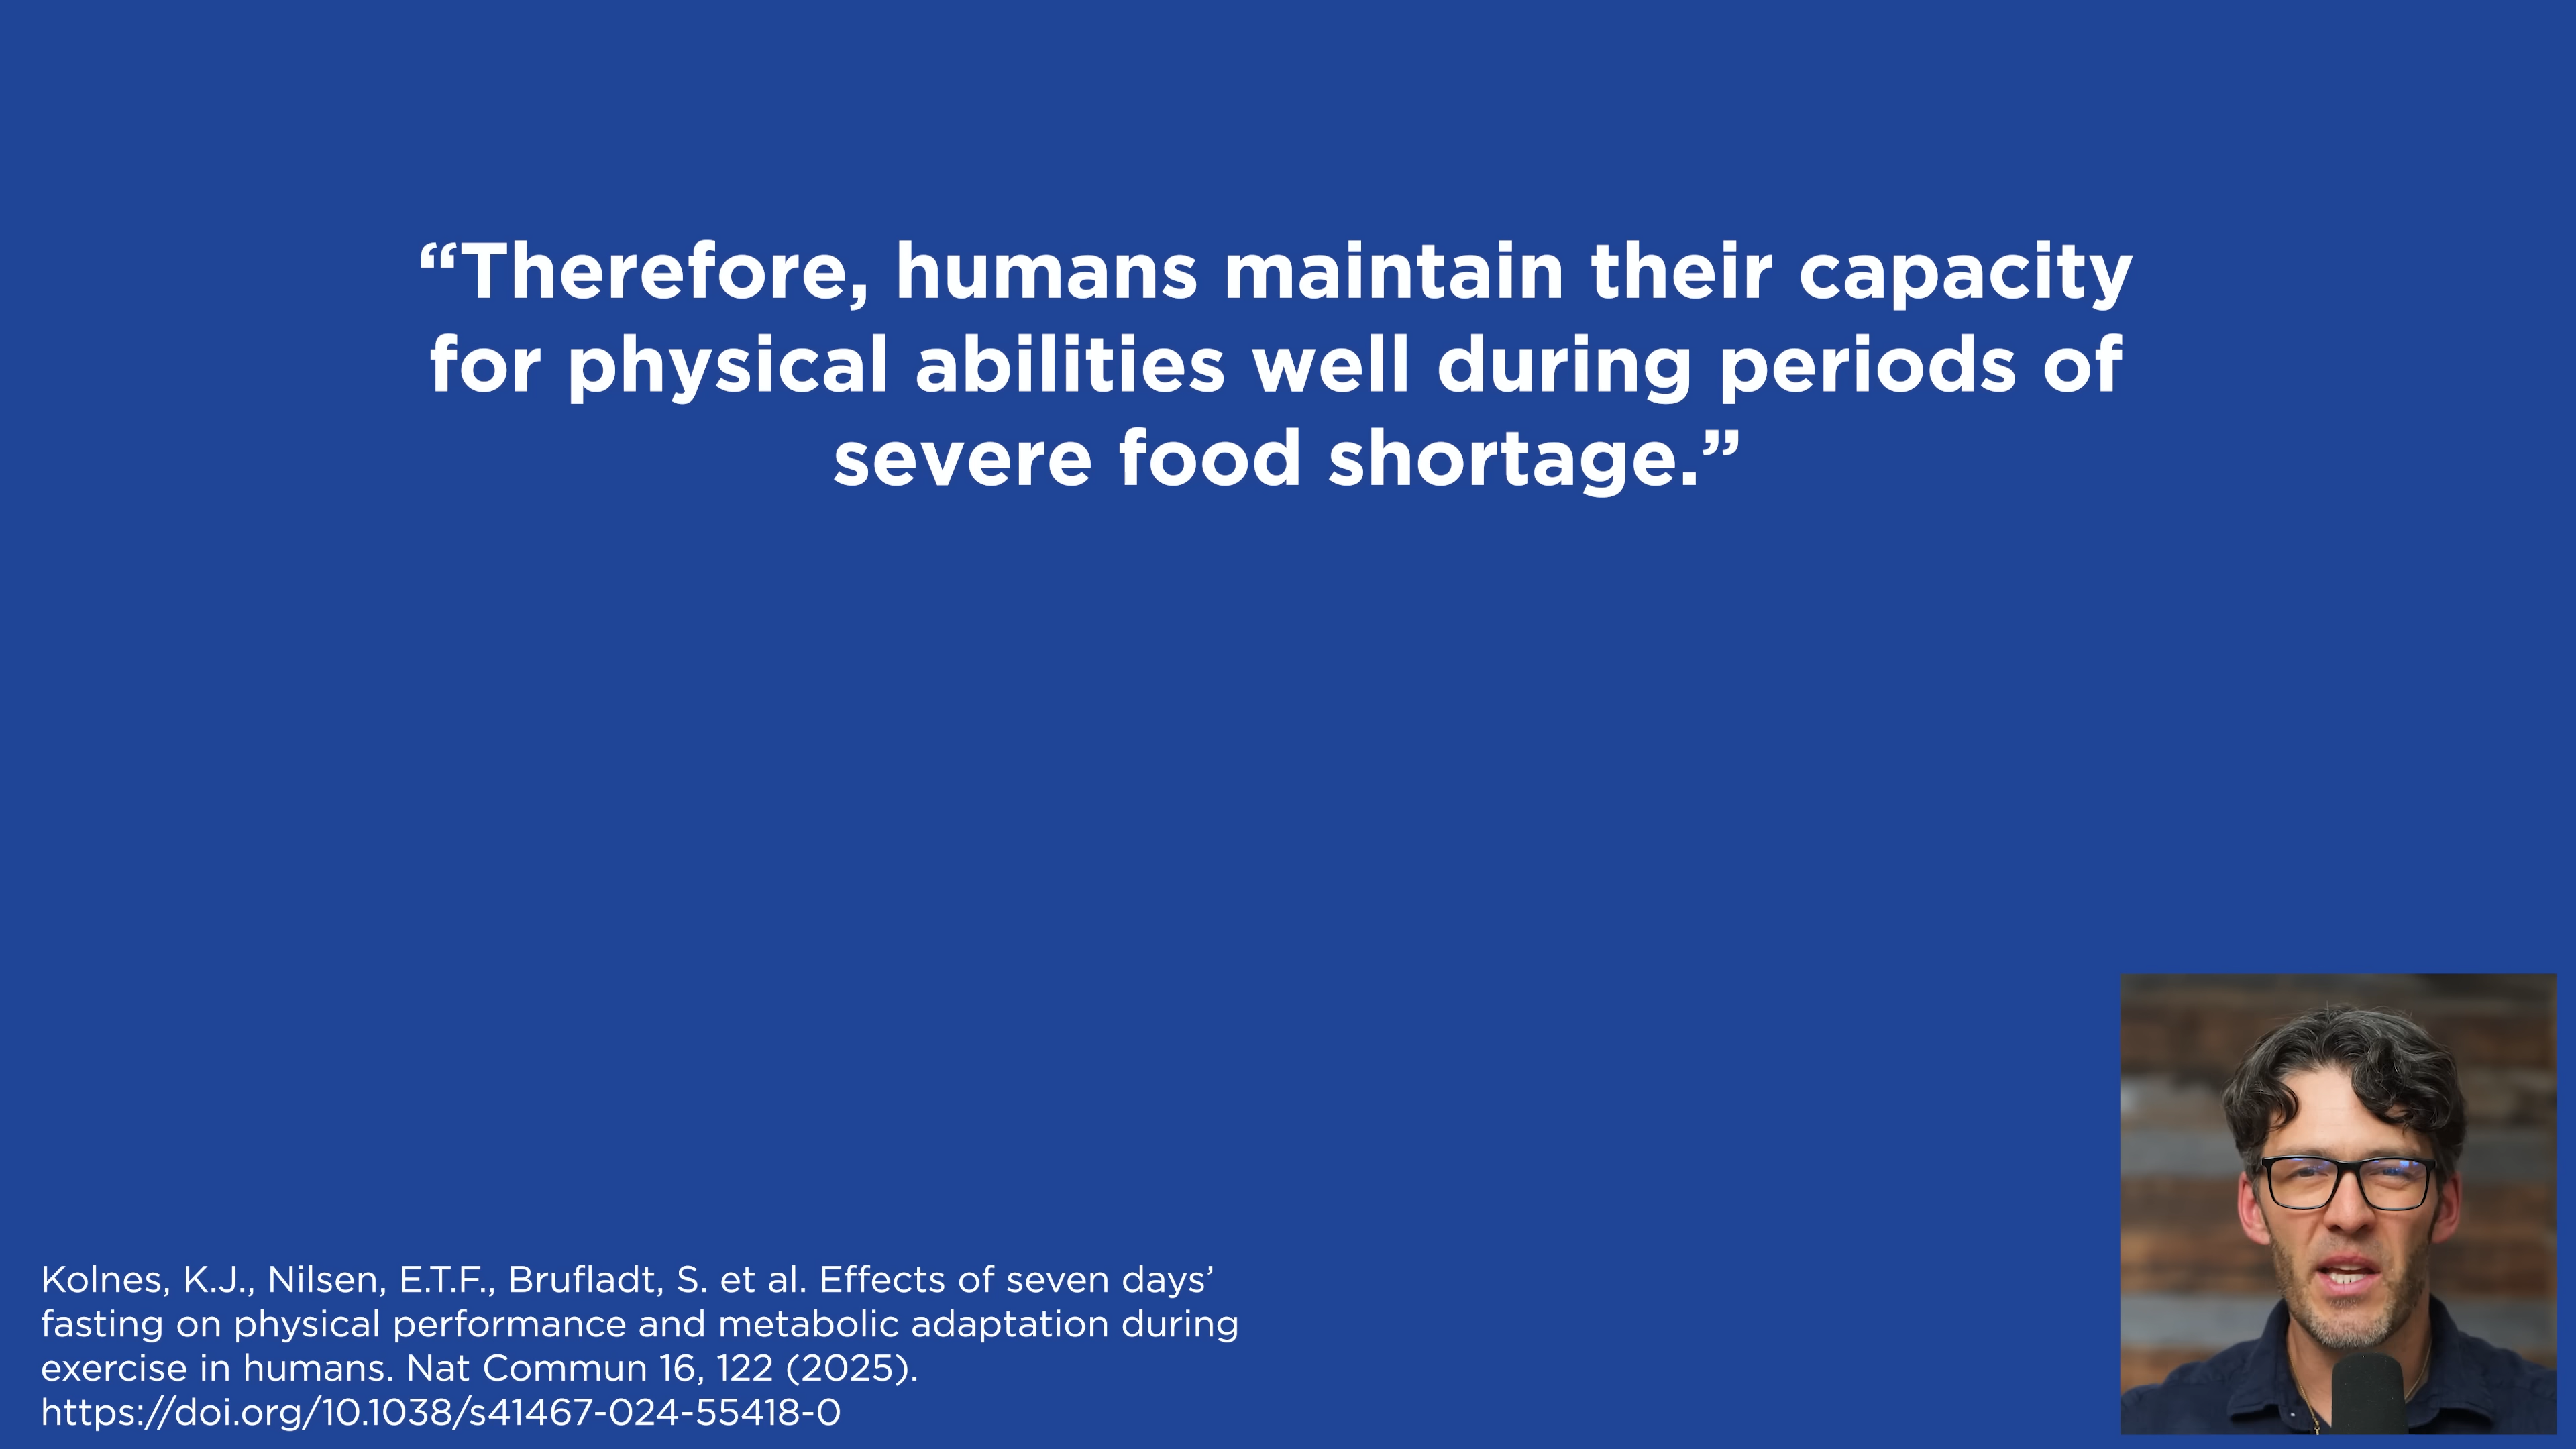 “Therefore, humans maintain their capacity
for physical abilities well during periods of
severe food shortage.”
Kolnes, K.J., Nilsen, E.T.F., Brufladt, S. et al. Effects of seven days’
fasting on physical performance and metabolic adaptation during
exercise in humans. Nat Commun 16, 122 (2025).
https://doi.org/10.1038/s41467-024-55418-0